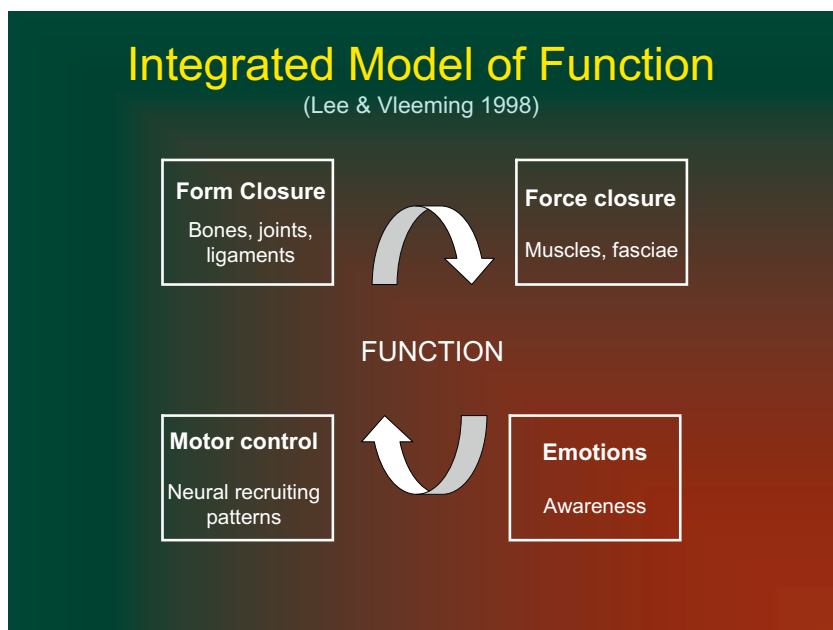 Integrated Model of Function
(Lee & Vleeming 1998)
Form Closure
Bones, joints,
ligaments
Force closure
Muscles, fasciae
FUNCTION
Motor control
Neural recruiting
patterns
Emotions
Awareness